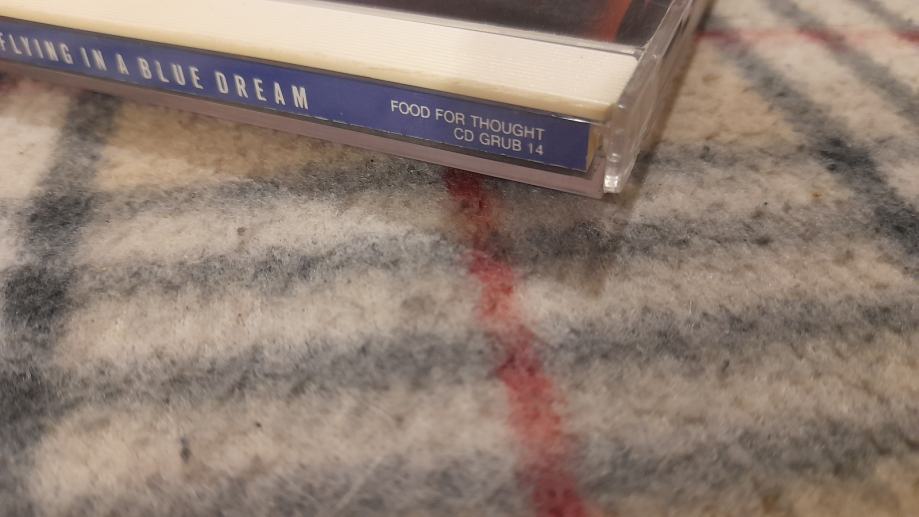 FLYING IN A BLUE DREAM
FOOD FOR THOUGHT
CD GRUB 14